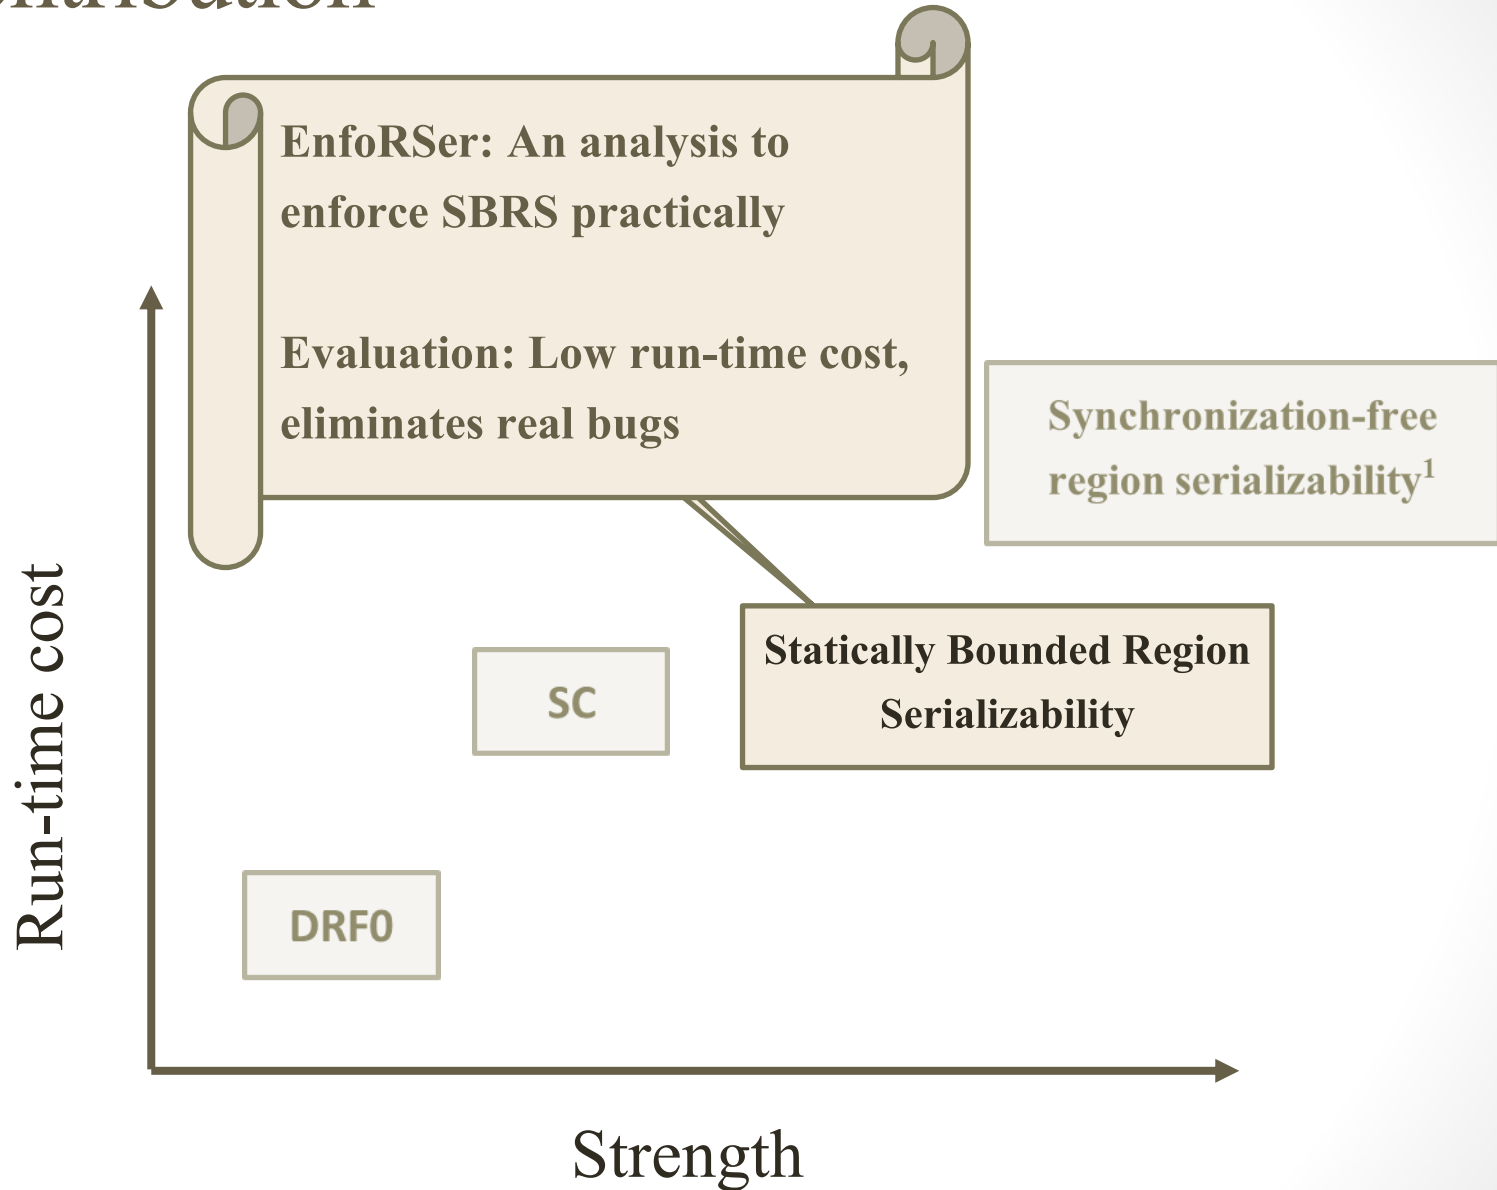 EnfoRSer: An analysis to
enforce SBRS practically
Evaluation: Low run-time cost,
eliminates real bugs
Synchronization-free
region serializability¹
Statically Bounded Region
Serializability
SC
DRF0
Run-time cost
Strength